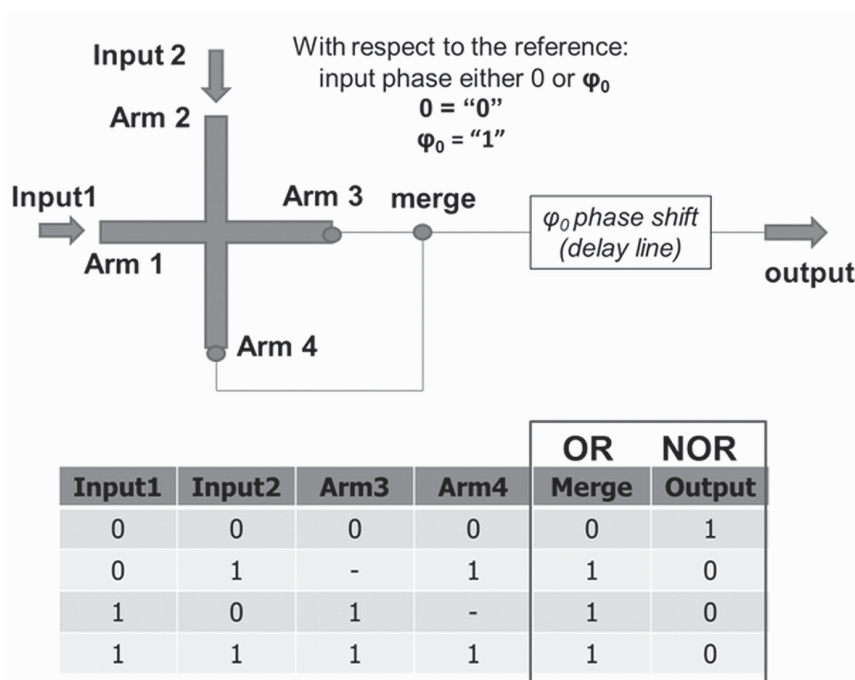 Input 2
With respect to the reference:
input phase either 0 or φ₀
0 = “0”
φ₀ = “1”
Arm 2
Input1
Arm 3
merge
φ₀ phase shift
(delay line)
Arm 1
output
Arm 4
OR NOR
Input1 Input2 Arm3 Arm4 Merge Output
0 0 0 0 0 1
0 1 - 1 1 0
1 0 1 - 1 0
1 1 1 1 1 0